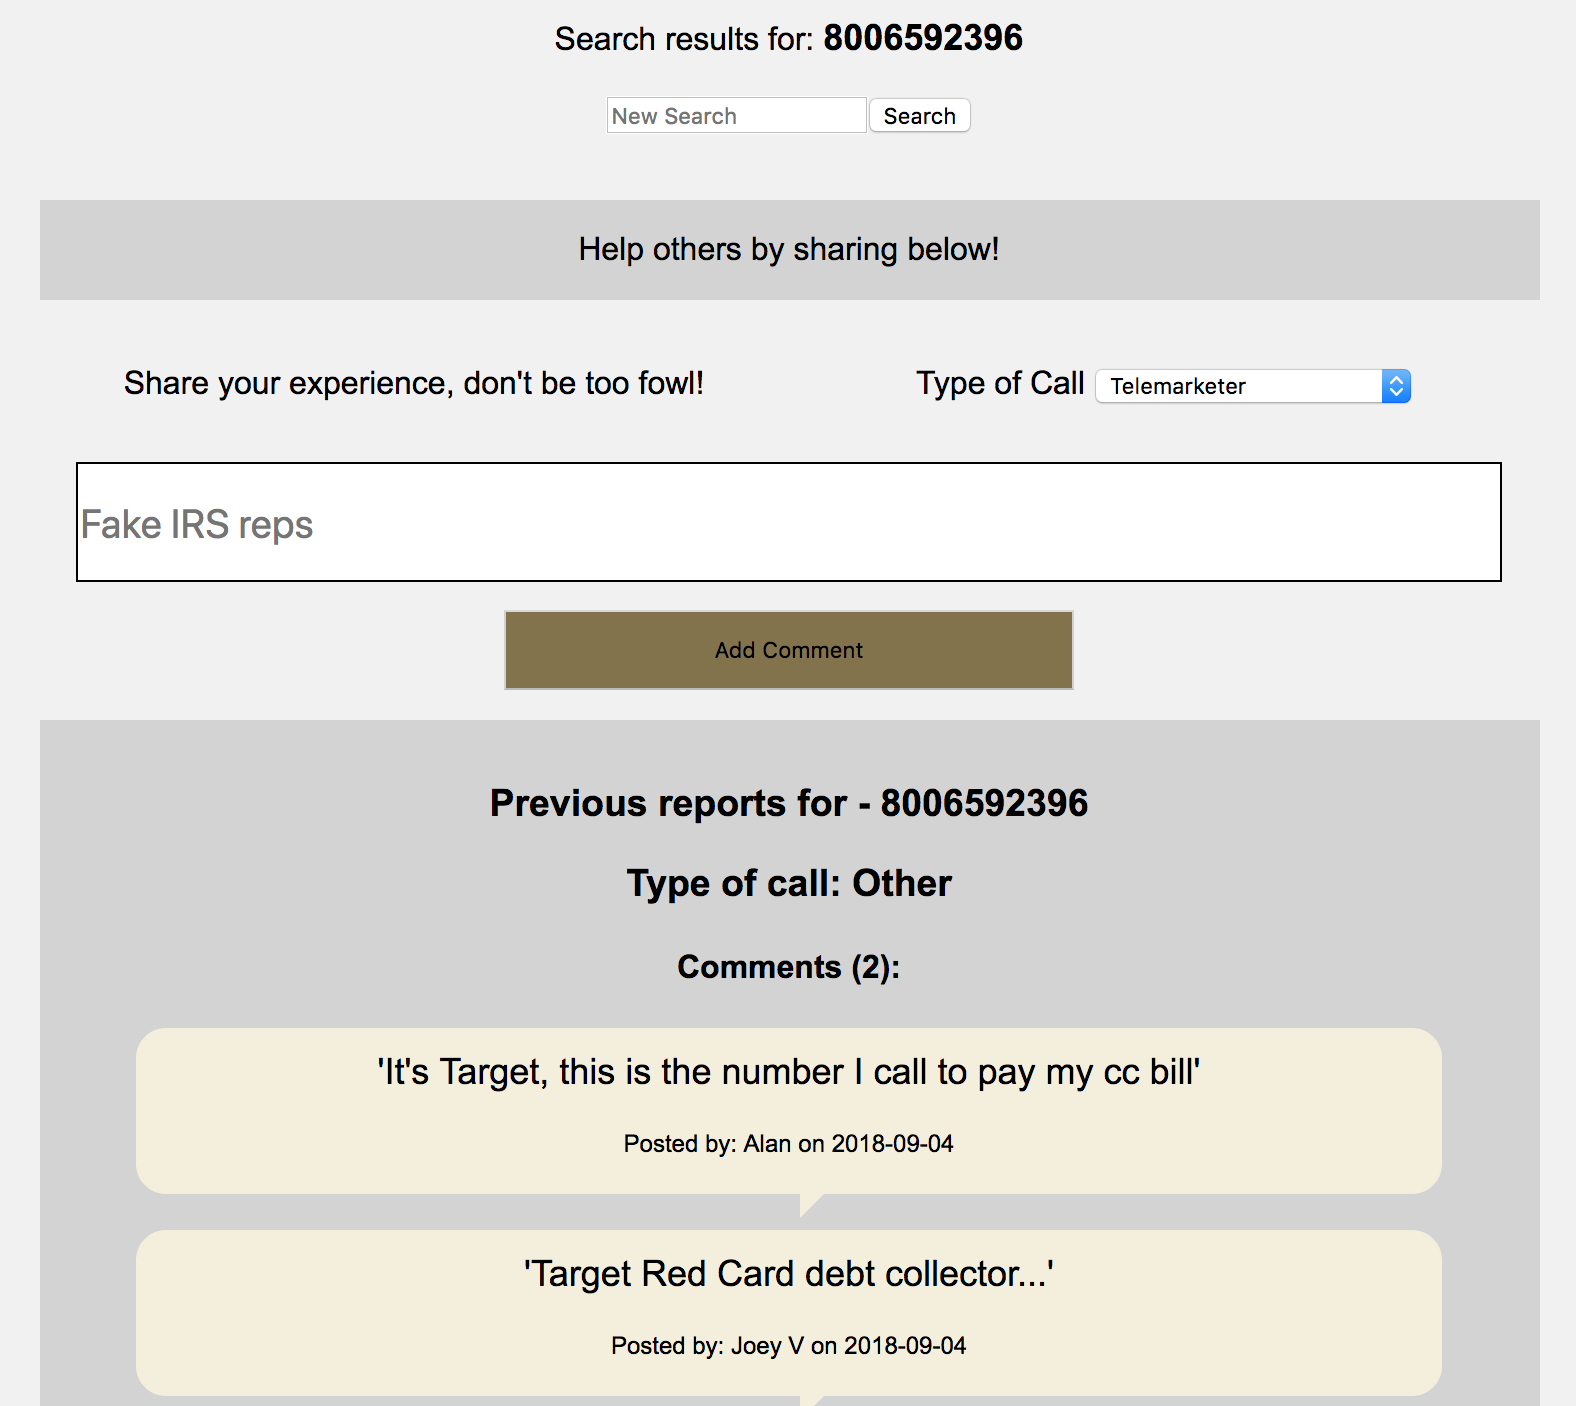 Search results for: 8006592396
New Search Search
Help others by sharing below!
Share your experience, don't be too fowl! Type of Call Telemarketer
Fake IRS reps
Add Comment
Previous reports for - 8006592396
Type of call: Other
Comments (2):
'It's Target, this is the number I call to pay my cc bill'
Posted by: Alan on 2018-09-04
'Target Red Card debt collector...'
Posted by: Joey V on 2018-09-04